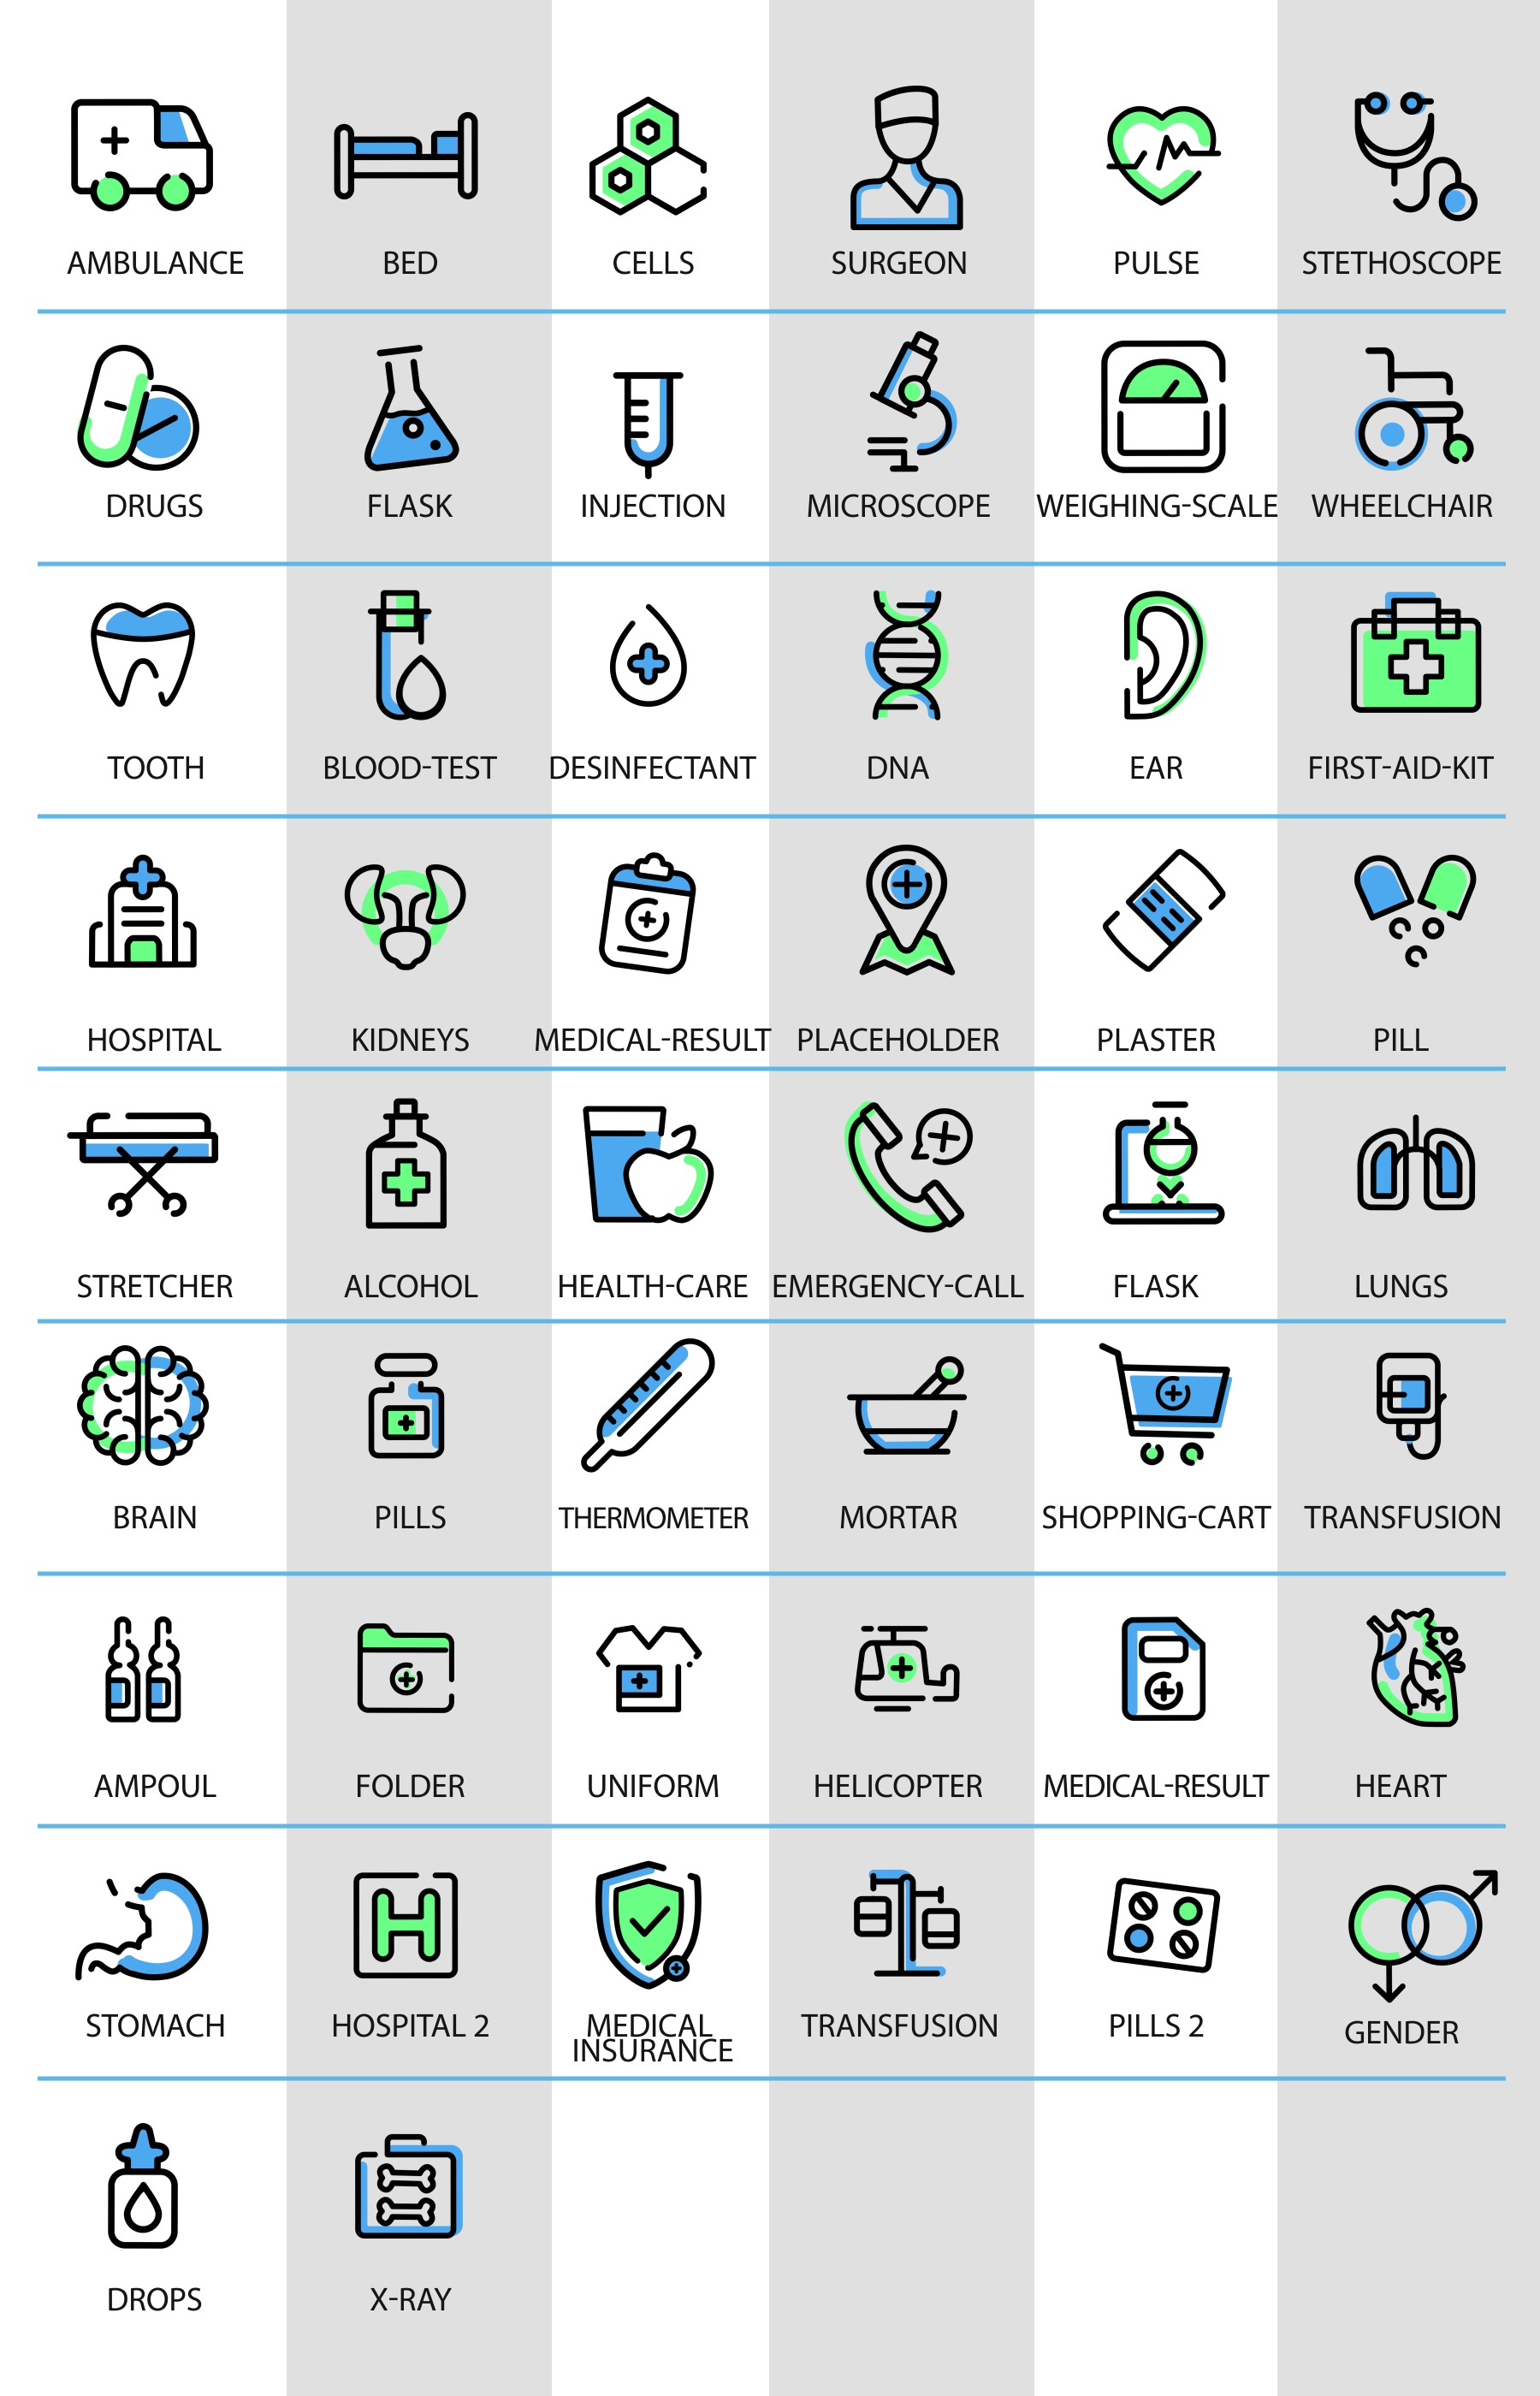 AMBULANCE
BED
CELLS
SURGEON
PULSE
STETHOSCOPE
DRUGS
FLASK
INJECTION
MICROSCOPE
WEIGHING-SCALE
WHEELCHAIR
TOOTH
BLOOD-TEST
DESINFECTANT
DNA
EAR
FIRST-AID-KIT
HOSPITAL
KIDNEYS
MEDICAL-RESULT
PLACEHOLDER
PLASTER
PILL
STRETCHER
ALCOHOL
HEALTH-CARE
EMERGENCY-CALL
FLASK
LUNGS
BRAIN
PILLS
THERMOMETER
MORTAR
SHOPPING-CART
TRANSFUSION
AMPOUL
FOLDER
UNIFORM
HELICOPTER
MEDICAL-RESULT
HEART
H
STOMACH
HOSPITAL 2
MEDICAL
INSURANCE
TRANSFUSION
PILLS 2
GENDER
DROPS
X-RAY